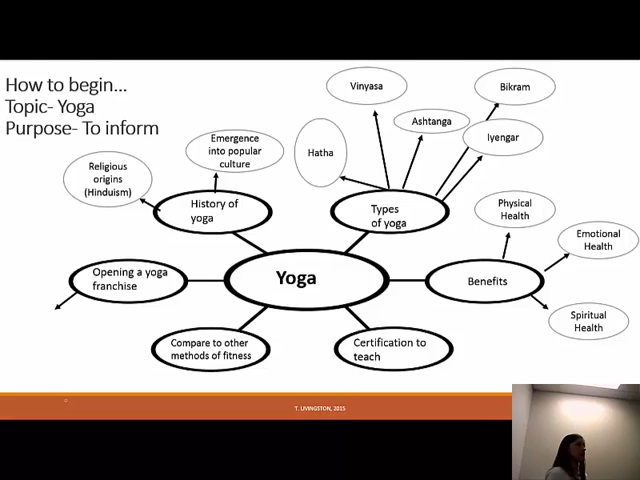 How to begin...
Topic- Yoga
Purpose- To inform
Vinyasa
Bikram
Ashtanga
Iyengar
Hatha
Emergence
into popular
culture
Religious
origins
(Hinduism)
History of
yoga
Types
of yoga
Physical
Health
Emotional
Health
Opening a yoga
franchise
Yoga
Benefits
Spiritual
Health
Compare to other
methods of fitness
Certification to
teach
T. LIVINGSTON, 2015